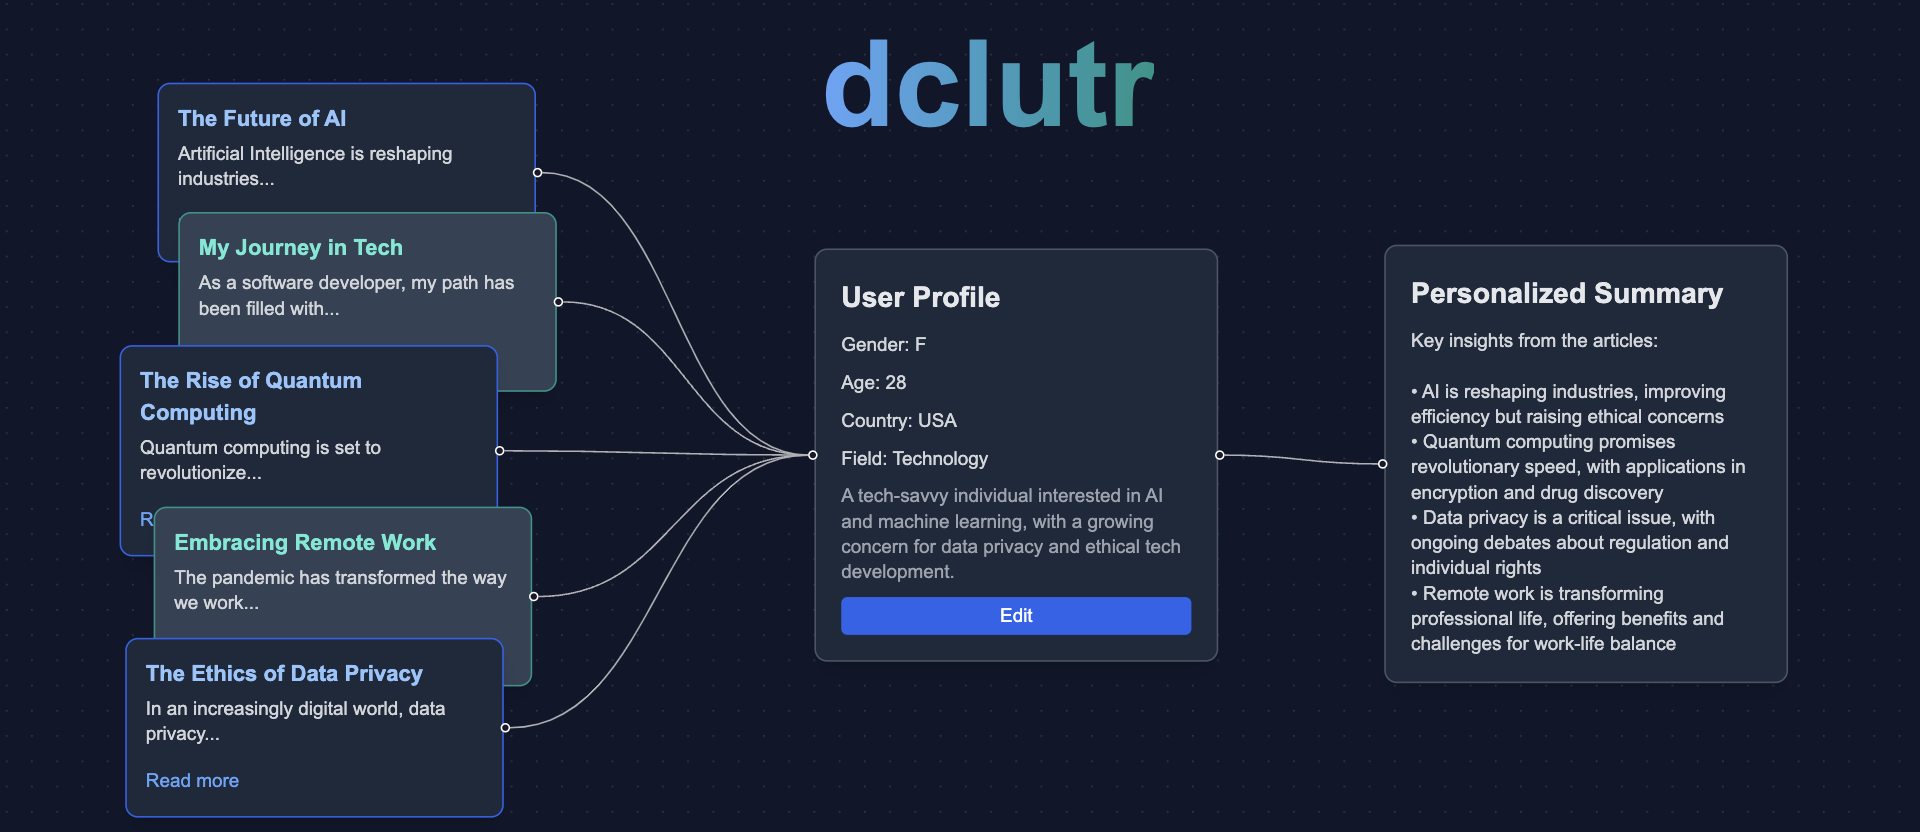 dclutr
The Future of AI
Artificial Intelligence is reshaping
industries...
My Journey in Tech
As a software developer, my path has
been filled with...
The Rise of Quantum
Computing
Quantum computing is set to
revolutionize...
R
Embracing Remote Work
The pandemic has transformed the way
we work...
The Ethics of Data Privacy
In an increasingly digital world, data
privacy...
Read more
User Profile
Gender: F
Age: 28
Country: USA
Field: Technology
A tech-savvy individual interested in AI
and machine learning, with a growing
concern for data privacy and ethical tech
development.
Edit
Personalized Summary
Key insights from the articles:
• AI is reshaping industries, improving
efficiency but raising ethical concerns
• Quantum computing promises
revolutionary speed, with applications in
encryption and drug discovery
• Data privacy is a critical issue, with
ongoing debates about regulation and
individual rights
• Remote work is transforming
professional life, offering benefits and
challenges for work-life balance